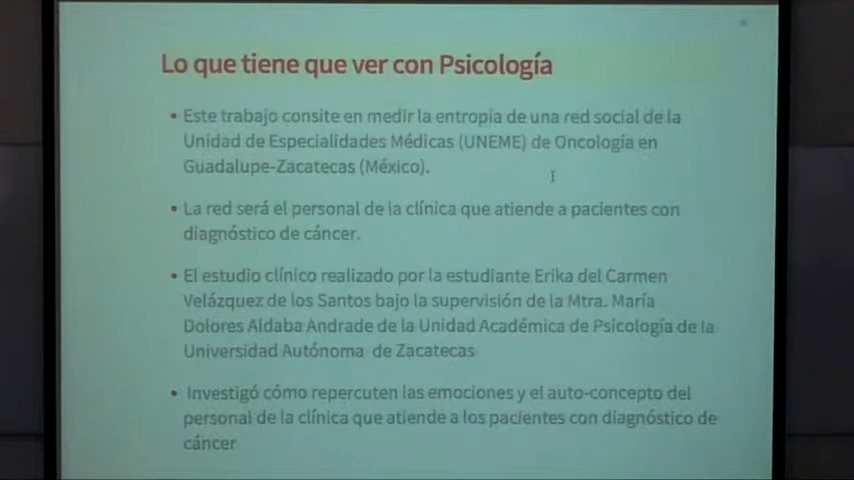 Lo que tiene que ver con Psicología
• Este trabajo consite en medir la entropía de una red social de la
Unidad de Especialidades Médicas (UNEME) de Oncología en
Guadalupe-Zacatecas (México).
• La red será el personal de la clínica que atiende a pacientes con
diagnóstico de cáncer.
• El estudio clínico realizado por la estudiante Erika del Carmen
Velázquez de los Santos bajo la supervisión de la Mtra. María
Dolores Aldaba Andrade de la Unidad Académica de Psicología de la
Universidad Autónoma de Zacatecas
• Investigó cómo repercuten las emociones y el auto-concepto del
personal de la clínica que atiende a los pacientes con diagnóstico de
cáncer